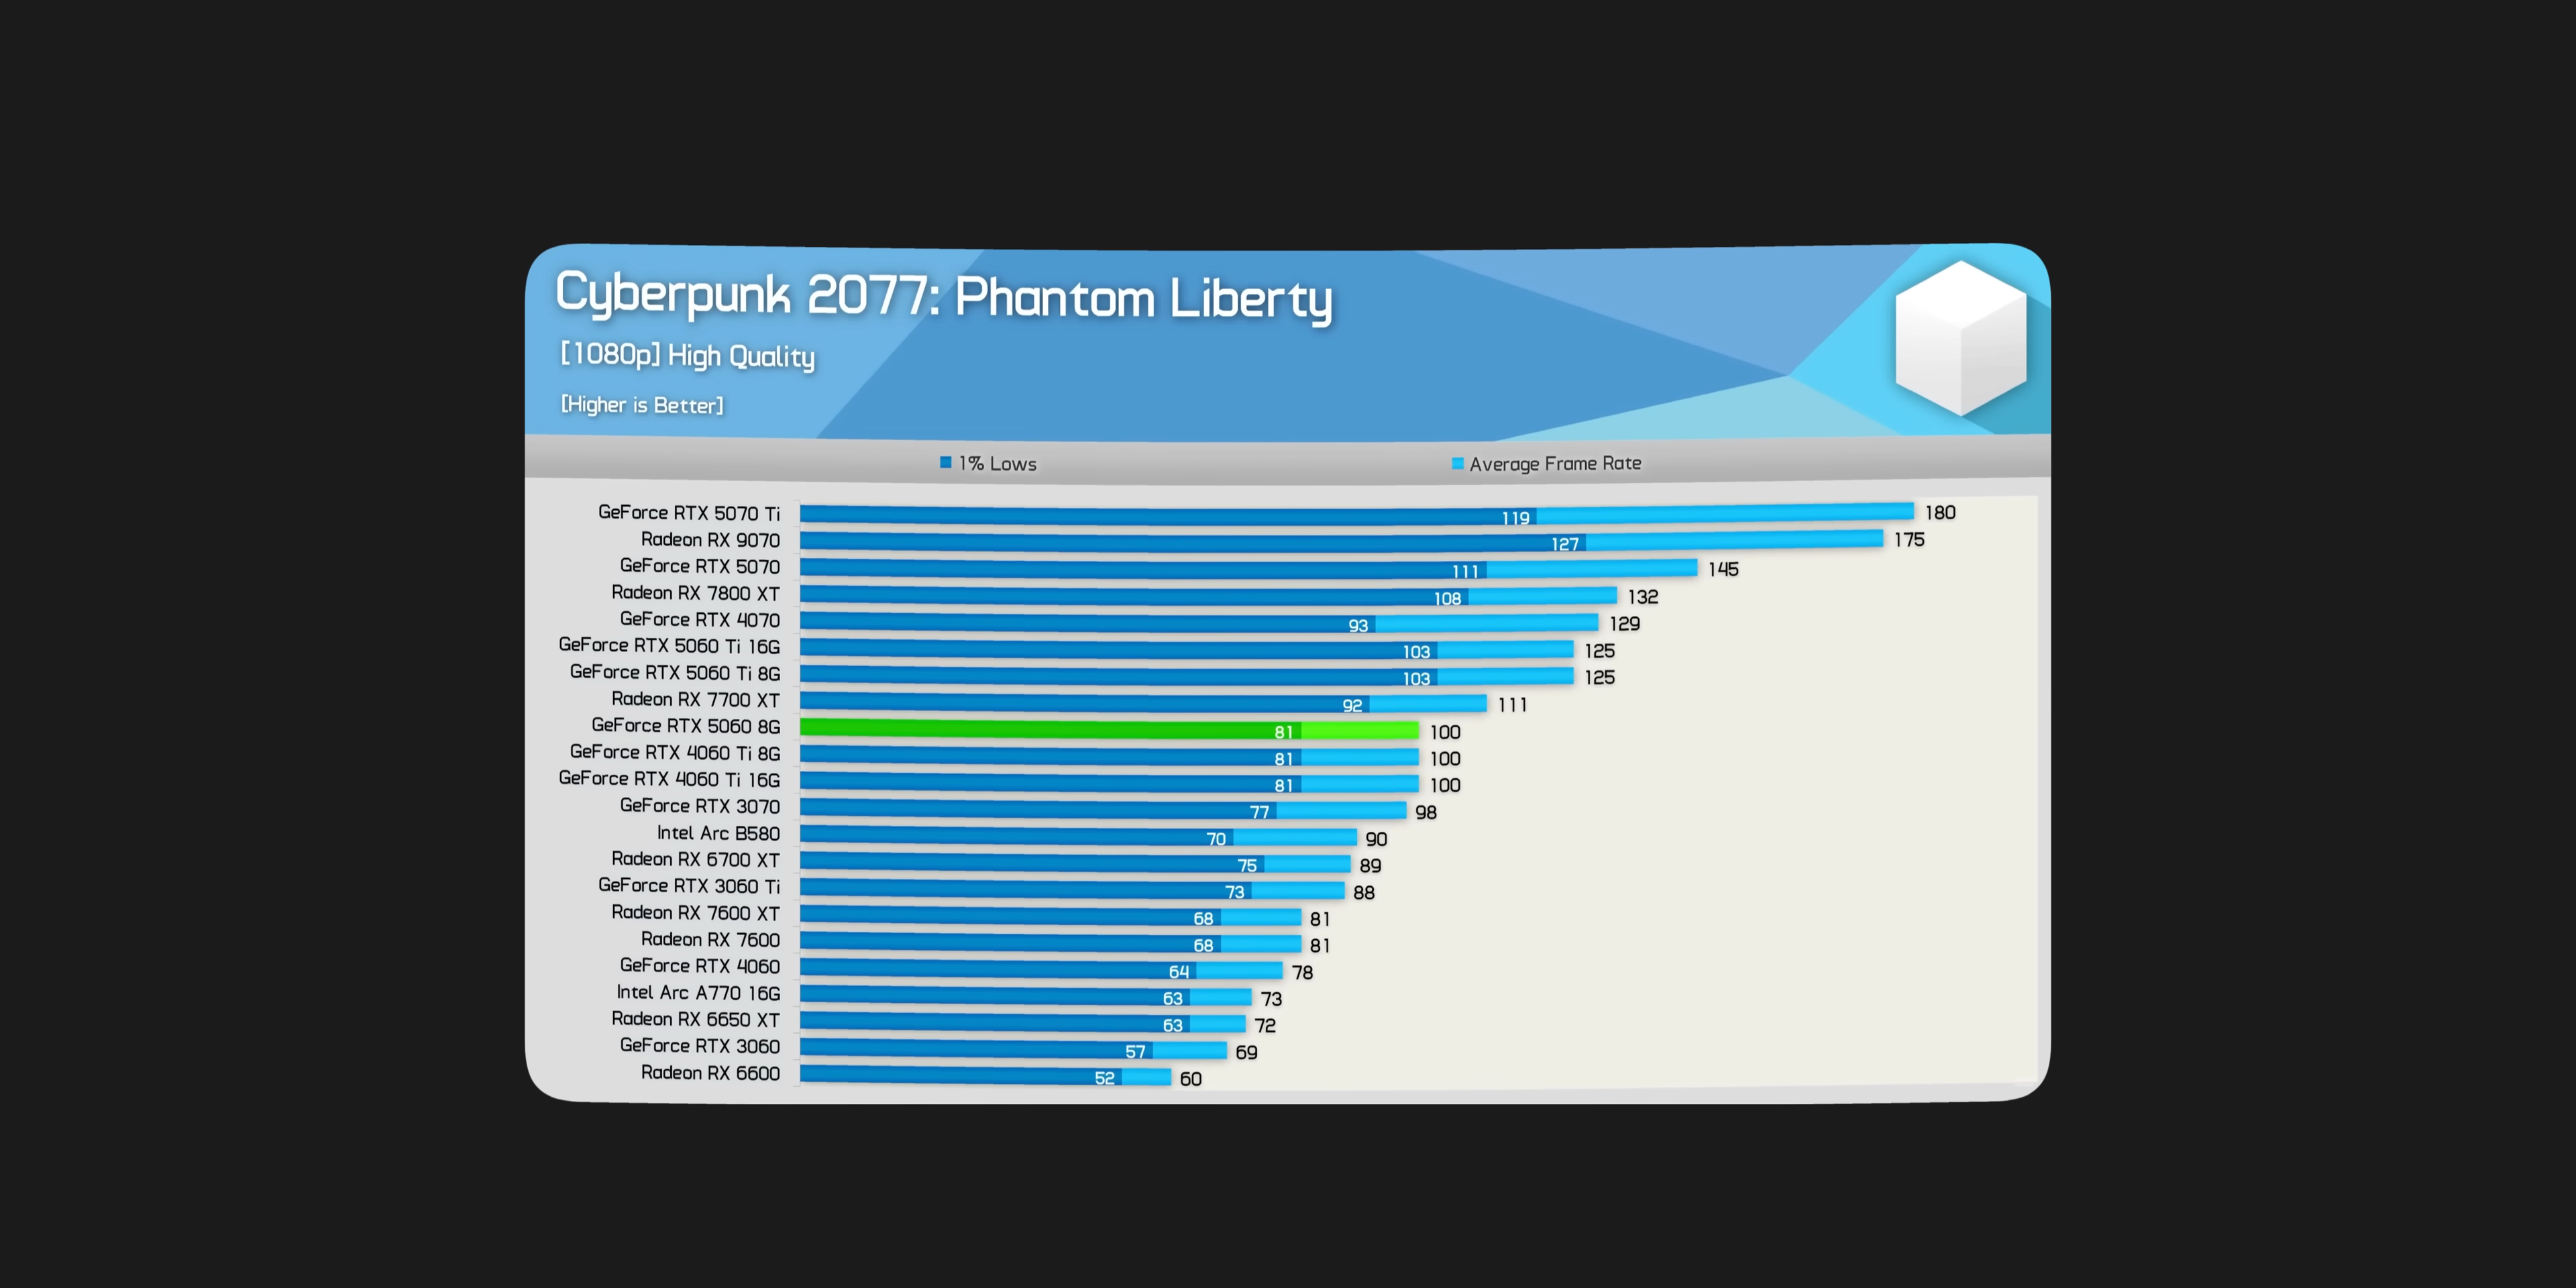 Cyberpunk 2077: Phantom Liberty
[1080p] High Quality
[Higher is Better]
1% Lows Average Frame Rate
GeForce RTX 5070 Ti 119 180
Radeon RX 9070 127 175
GeForce RTX 5070 111 145
Radeon RX 7800 XT 108 132
GeForce RTX 4070 93 129
GeForce RTX 5060 Ti 16G 103 125
GeForce RTX 5060 Ti 8G 103 125
Radeon RX 7700 XT 92 111
GeForce RTX 5060 8G 81 100
GeForce RTX 4060 Ti 8G 81 100
GeForce RTX 4060 Ti 16G 81 100
GeForce RTX 3070 77 98
Intel Arc B580 70 90
Radeon RX 6700 XT 75 89
GeForce RTX 3060 Ti 73 88
Radeon RX 7600 XT 68 81
Radeon RX 7600 68 81
GeForce RTX 4060 64 78
Intel Arc A770 16G 63 73
Radeon RX 6650 XT 63 72
GeForce RTX 3060 57 69
Radeon RX 6600 52 60